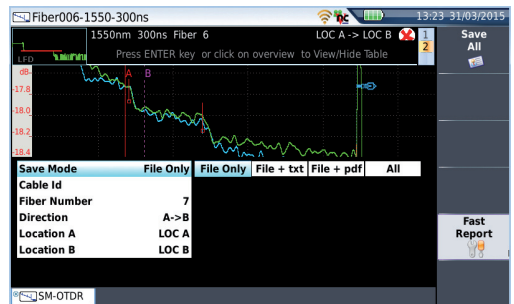 Fiber006-1550-300ns
13:23 31/03/2015
1550nm 300ns Fiber 6
LOC A -> LOC B
1
2
Press ENTER key or click on overview to View/Hide Table
LFD
dB-
-17.8
-18.0
-18.2
-18.4
A
B
Save Mode File Only
File Only File + txt File + pdf All
Cable Id
Fiber Number 7
Direction A->B
Location A LOC A
Location B LOC B
Save
All
Fast
Report
SM-OTDR